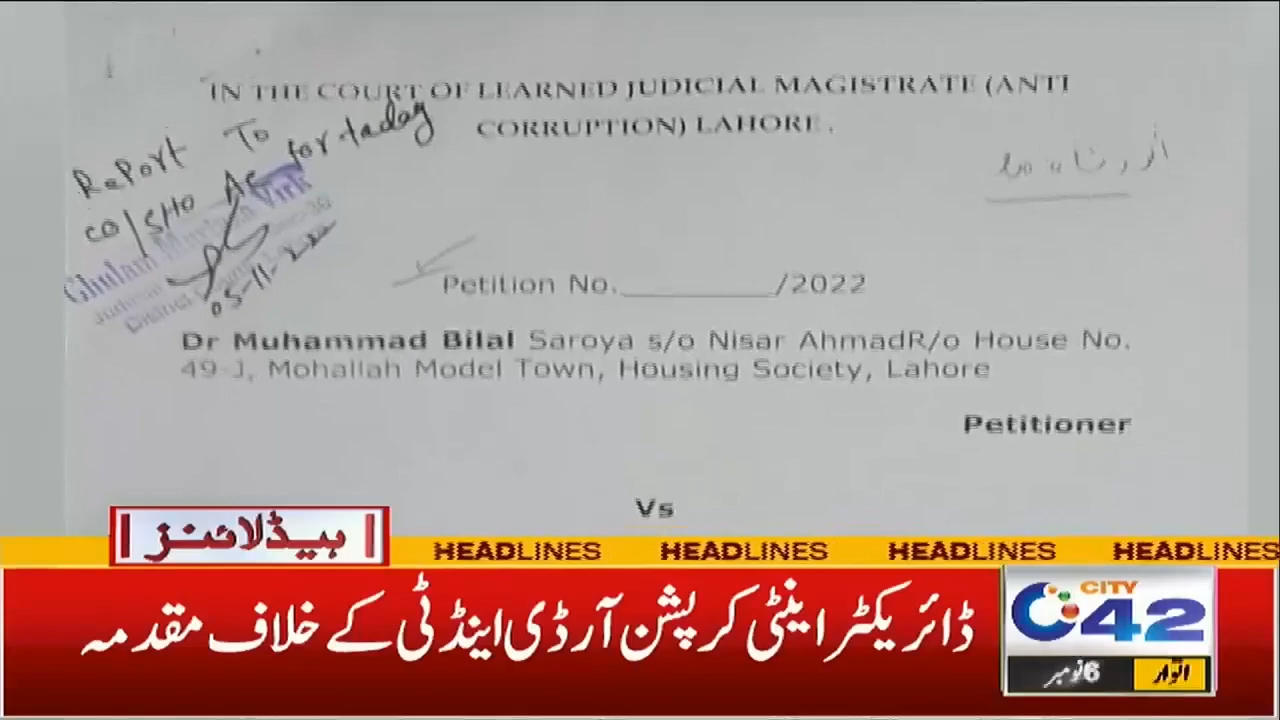 IN THE COURT OF LEARNED JUDICIAL MAGISTRATE (ANTI
CORRUPTION) LAHORE.
Report To
CO/SHO AC for today
Ghulam
05-11-22
Petition No.________/2022
Dr Muhammad Bilal Saroya s/o Nisar AhmadR/o House No.
49-J, Mohallah Model Town, Housing Society, Lahore
Petitioner
Vs
ہیڈلائنز
HEADLINES HEADLINES HEADLINES HEADLINES
ڈائریکٹر اینٹی کرپشن آر ڈی اینڈ ٹی کے خلاف مقدمہ
CITY
42
اتوار 6 نومبر